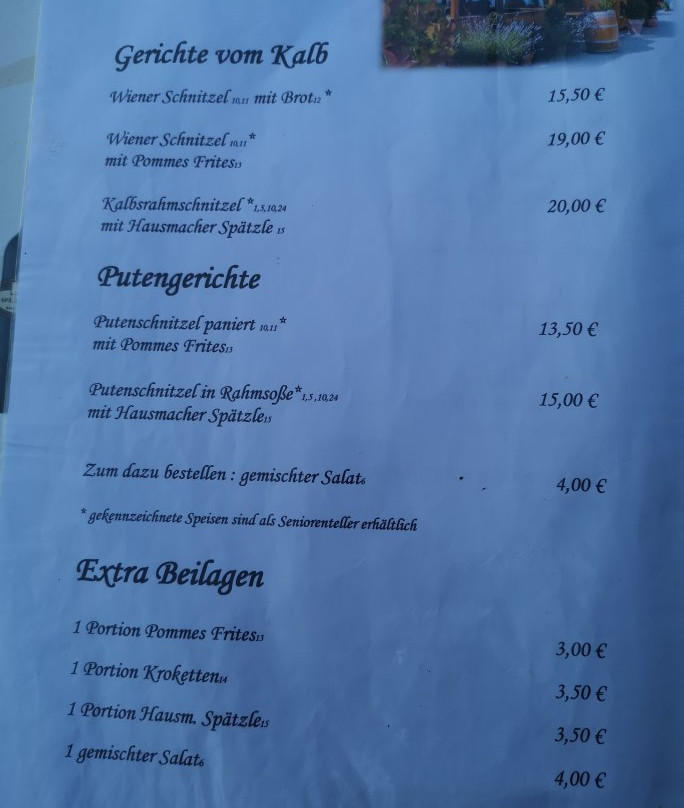 Gerichte vom Kalb
Wiener Schnitzel 10,11 mit Brot12 * 15,50 €
Wiener Schnitzel 10,11 * 19,00 €
mit Pommes Frites13
Kalbsrahmschnitzel *1,5,10,24 20,00 €
mit Hausmacher Spätzle 15
Putengerichte
Putenschnitzel paniert 10,11 * 13,50 €
mit Pommes Frites13
Putenschnitzel in Rahmsoße*1,5 ,10,24 15,00 €
mit Hausmacher Spätzle15
Zum dazu bestellen : gemischter Salat6 4,00 €
* gekennzeichnete Speisen sind als Seniorenteller erhältlich
Extra Beilagen
1 Portion Pommes Frites13 3,00 €
1 Portion Kroketten14 3,50 €
1 Portion Hausm. Spätzle15 3,50 €
1 gemischter Salat6 4,00 €